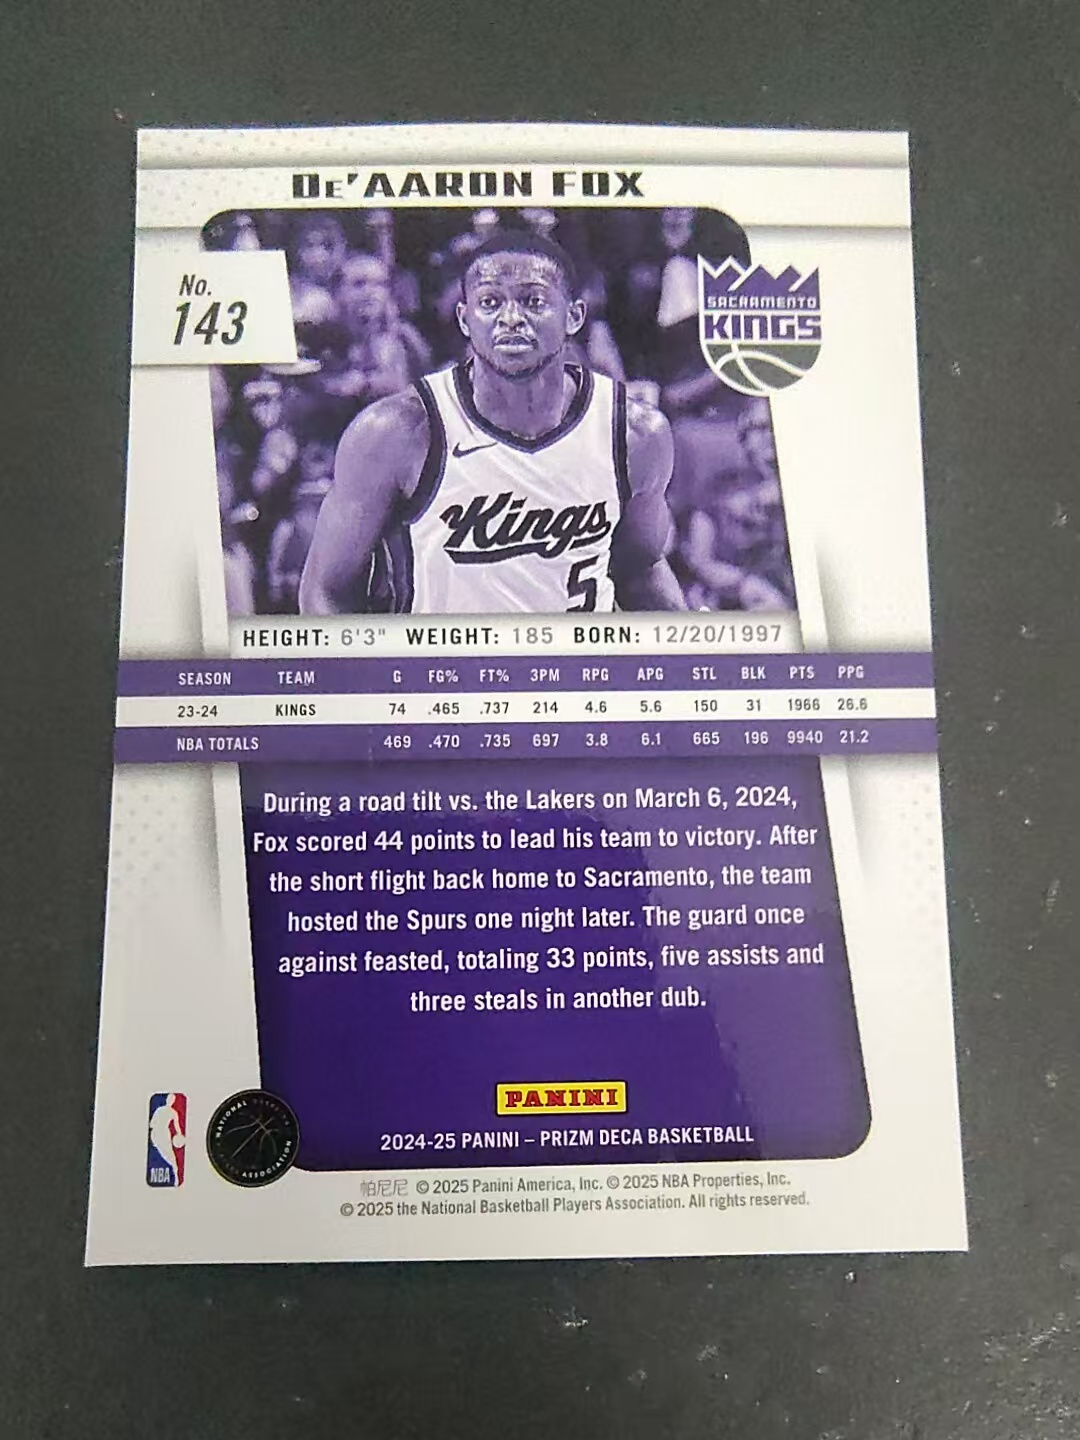 DE'AARON FOX
No.
143
SACRAMENTO
KINGS
Kings
5
HEIGHT: 6'3" WEIGHT: 185 BORN: 12/20/1997
SEASON TEAM G FG% FT% 3PM RPG APG STL BLK PTS PPG
23-24 KINGS 74 .465 .737 214 4.6 5.6 150 31 1966 26.6
NBA TOTALS 469 .470 .735 697 3.8 6.1 665 196 9940 21.2
During a road tilt vs. the Lakers on March 6, 2024,
Fox scored 44 points to lead his team to victory. After
the short flight back home to Sacramento, the team
hosted the Spurs one night later. The guard once
against feasted, totaling 33 points, five assists and
three steals in another dub.
PANINI
2024-25 PANINI – PRIZM DECA BASKETBALL
NBA
NATIONAL
ASSOCIATION
帕尼尼 © 2025 Panini America, Inc. © 2025 NBA Properties, Inc.
© 2025 the National Basketball Players Association. All rights reserved.